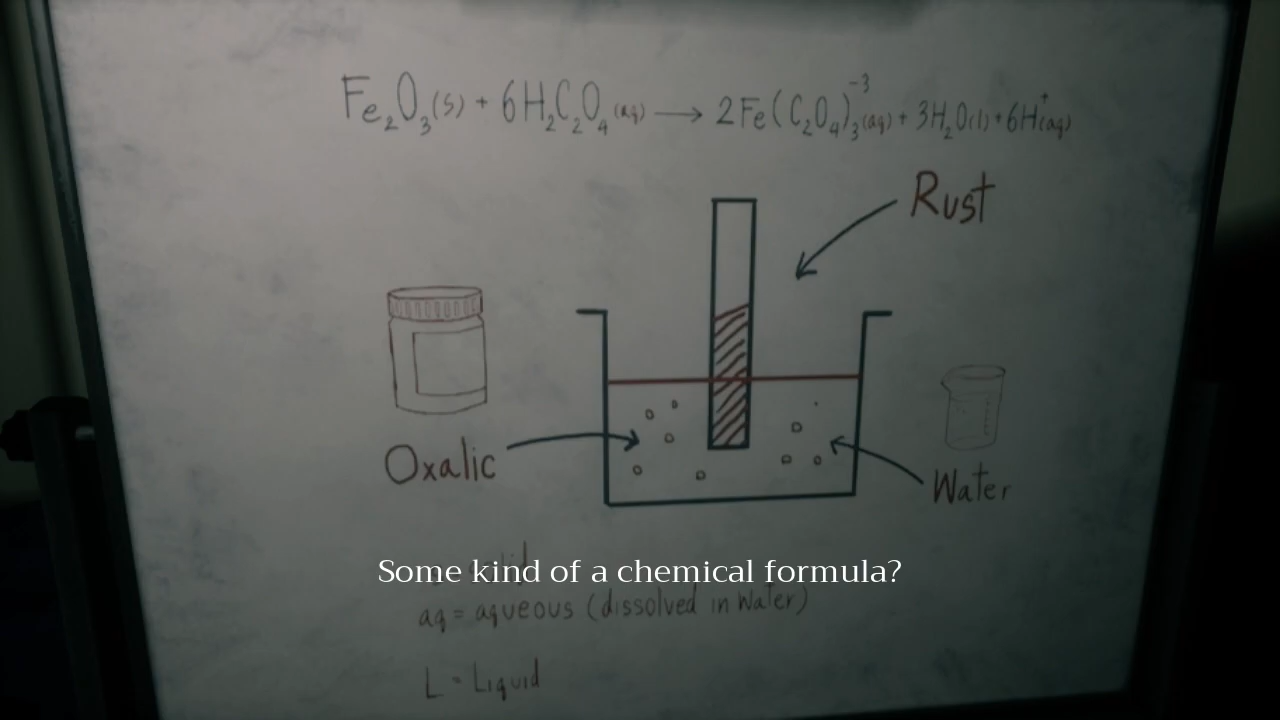 Fe₂O₃(s) + 6H₂C₂O₄(aq) → 2Fe(C₂O₄)₃⁻³(aq) + 3H₂O(l) + 6H⁺(aq)
Rust
Oxalic
Water
Some kind of a chemical formula?
aq = aqueous (dissolved in Water)
L = Liquid